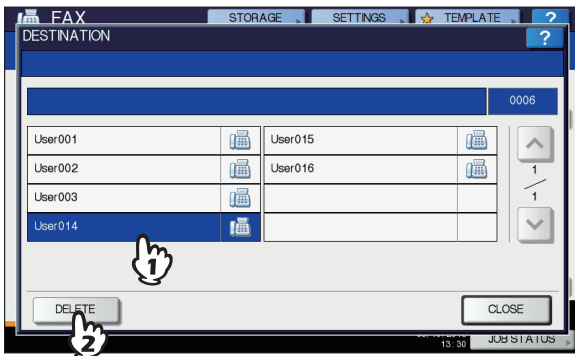 FAX STORAGE SETTINGS TEMPLATE ?
DESTINATION ?
0006
User001 User015
User002 User016
User003
User014
1
1
1
DELETE CLOSE
2
13:30 JOB STATUS